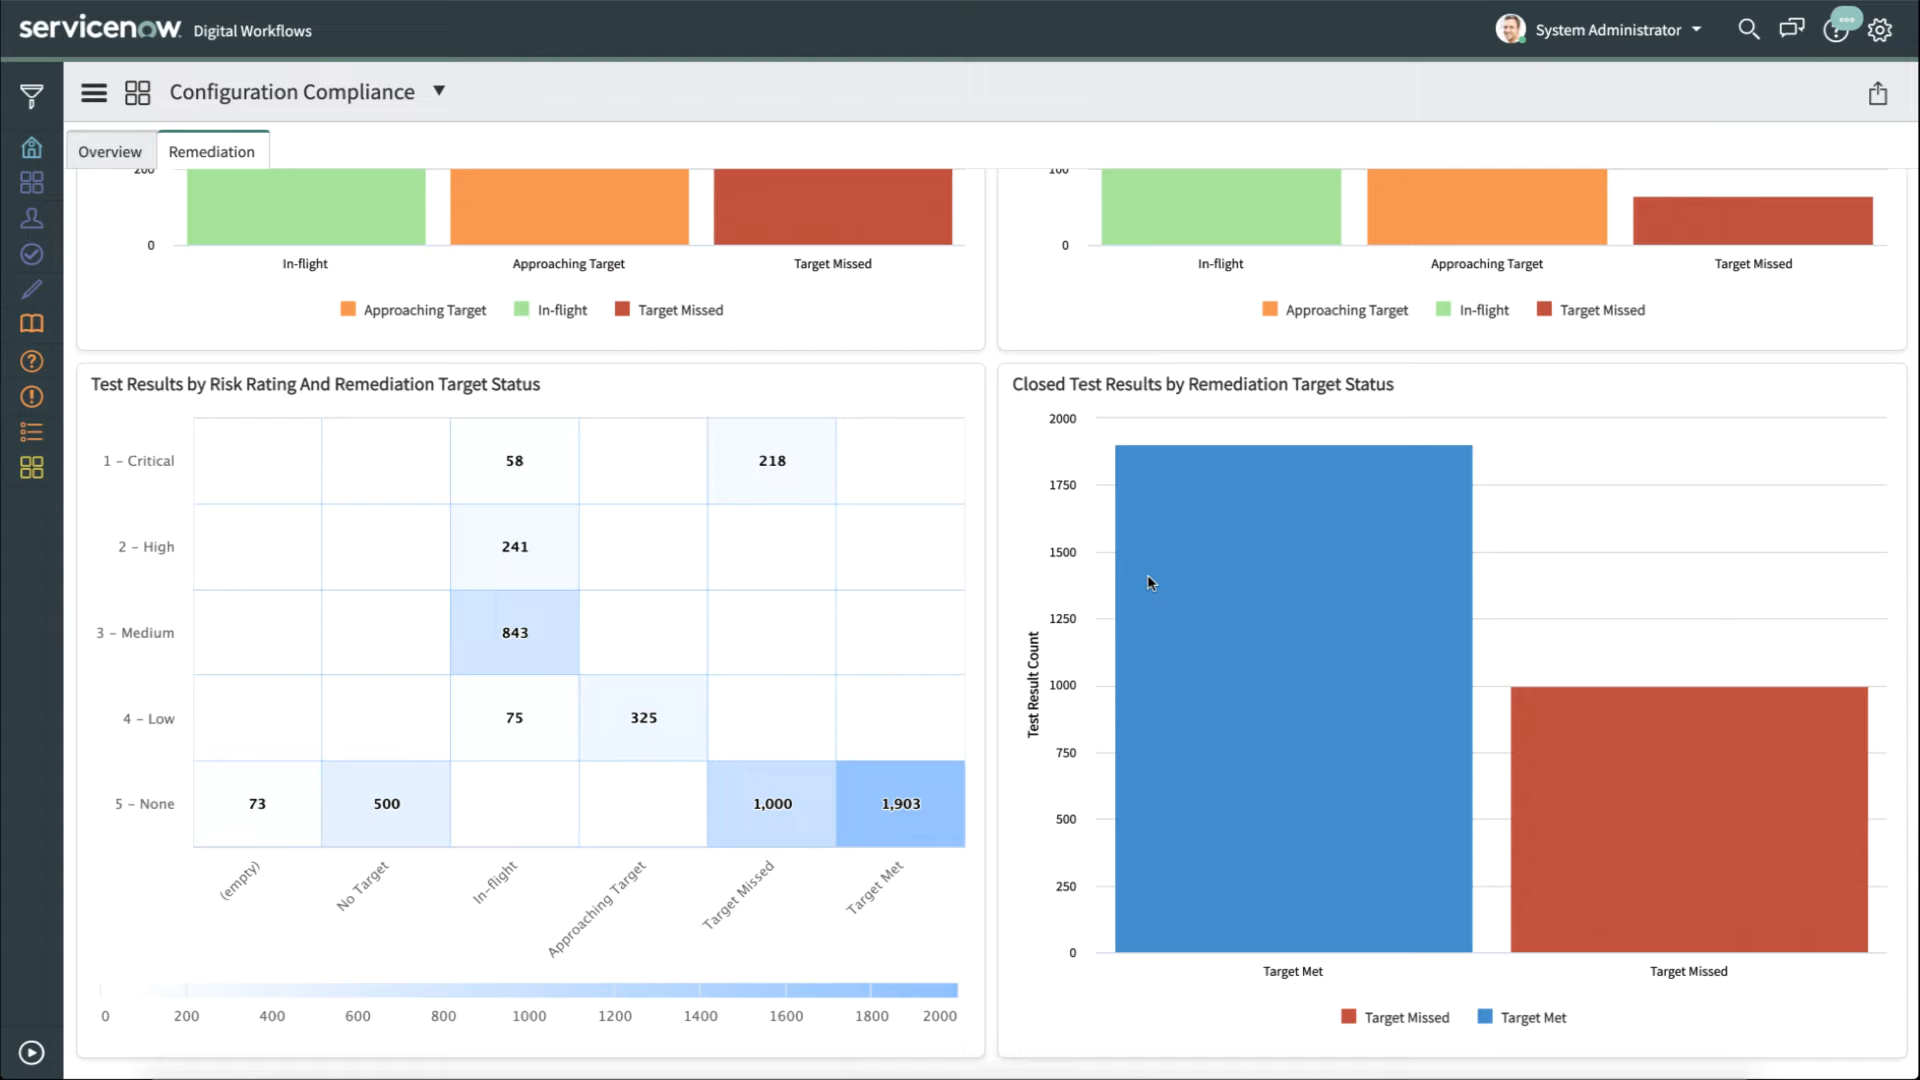 servicenow Digital Workflows
System Administrator
Configuration Compliance
Overview Remediation
200
0
In-flight Approaching Target Target Missed
Approaching Target In-flight Target Missed
100
0
In-flight Approaching Target Target Missed
Approaching Target In-flight Target Missed
Test Results by Risk Rating And Remediation Target Status
1 - Critical 58 218
2 - High 241
3 - Medium 843
4 - Low 75 325
5 - None 73 500 1,000 1,903
(empty) No Target In-flight Approaching Target Target Missed Target Met
0 200 400 600 800 1000 1200 1400 1600 1800 2000
Closed Test Results by Remediation Target Status
Test Result Count
2000
1750
1500
1250
1000
750
500
250
0
Target Met Target Missed
Target Missed Target Met